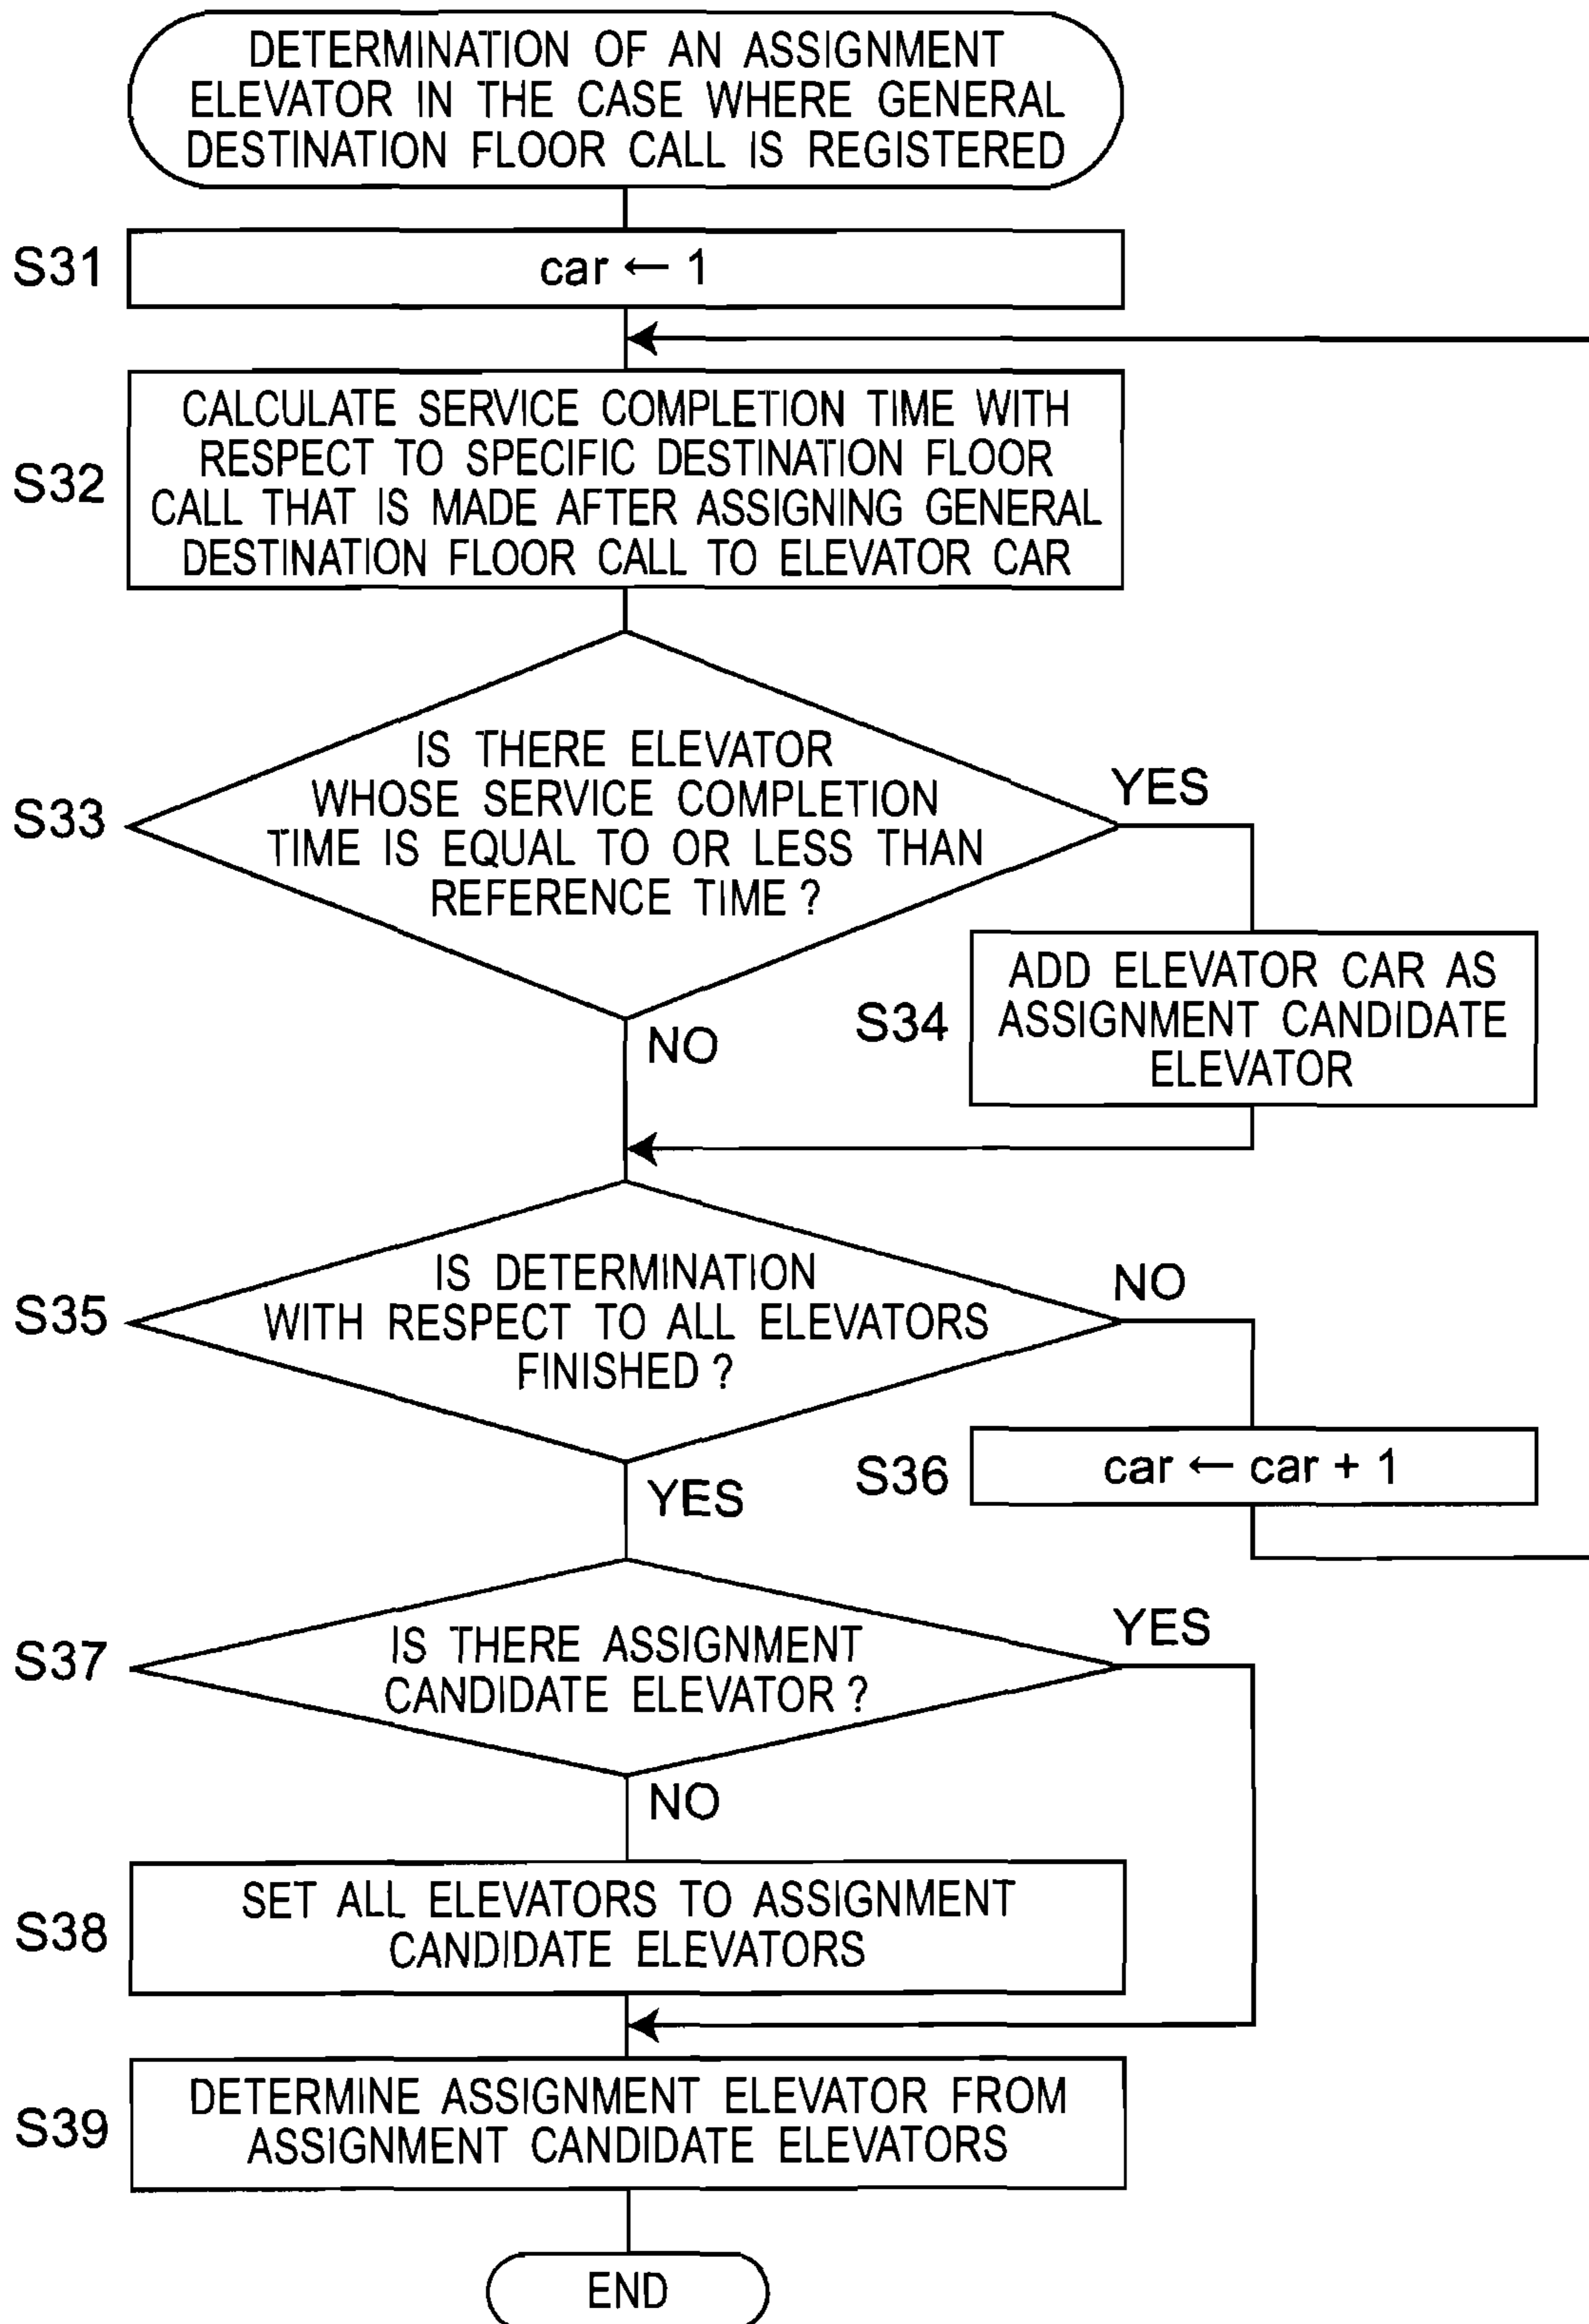 DETERMINATION OF AN ASSIGNMENT
ELEVATOR IN THE CASE WHERE GENERAL
DESTINATION FLOOR CALL IS REGISTERED
S31
car ← 1
S32
CALCULATE SERVICE COMPLETION TIME WITH
RESPECT TO SPECIFIC DESTINATION FLOOR
CALL THAT IS MADE AFTER ASSIGNING GENERAL
DESTINATION FLOOR CALL TO ELEVATOR CAR
S33
IS THERE ELEVATOR
WHOSE SERVICE COMPLETION
TIME IS EQUAL TO OR LESS THAN
REFERENCE TIME ?
YES
NO
S34
ADD ELEVATOR CAR AS
ASSIGNMENT CANDIDATE
ELEVATOR
S35
IS DETERMINATION
WITH RESPECT TO ALL ELEVATORS
FINISHED ?
NO
YES
S36
car ← car + 1
S37
IS THERE ASSIGNMENT
CANDIDATE ELEVATOR ?
YES
NO
S38
SET ALL ELEVATORS TO ASSIGNMENT
CANDIDATE ELEVATORS
S39
DETERMINE ASSIGNMENT ELEVATOR FROM
ASSIGNMENT CANDIDATE ELEVATORS
END